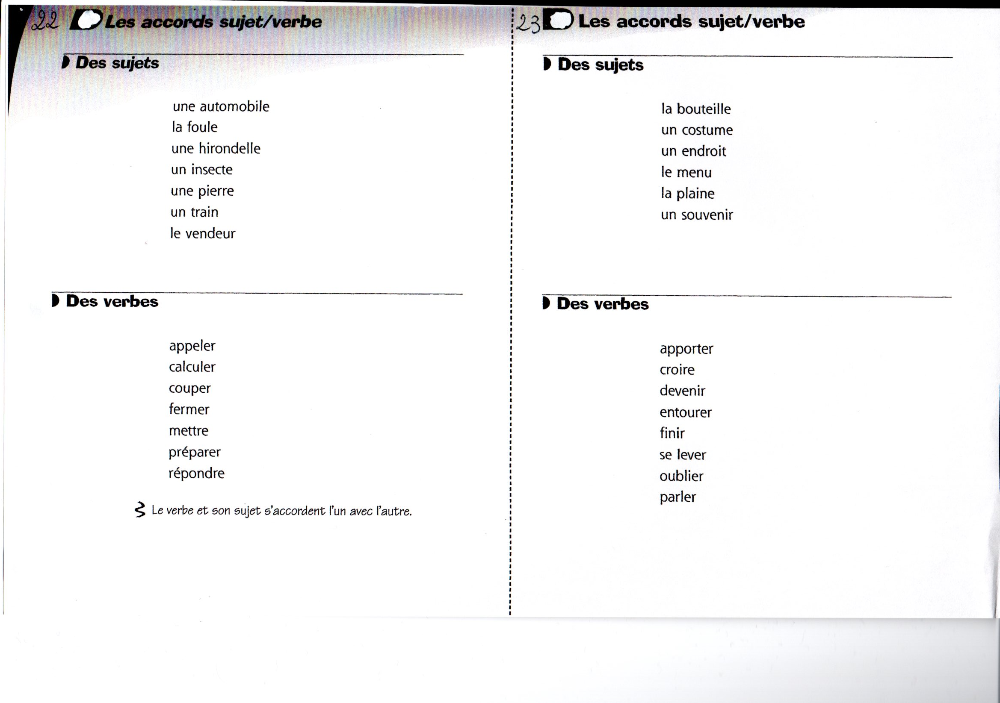 22 Les accords sujet/verbe
Des sujets
une automobile
la foule
une hirondelle
un insecte
une pierre
un train
le vendeur
Des verbes
appeler
calculer
couper
fermer
mettre
préparer
répondre
Le verbe et son sujet s'accordent l'un avec l'autre.
23 Les accords sujet/verbe
Des sujets
la bouteille
un costume
un endroit
le menu
la plaine
un souvenir
Des verbes
apporter
croire
devenir
entourer
finir
se lever
oublier
parler